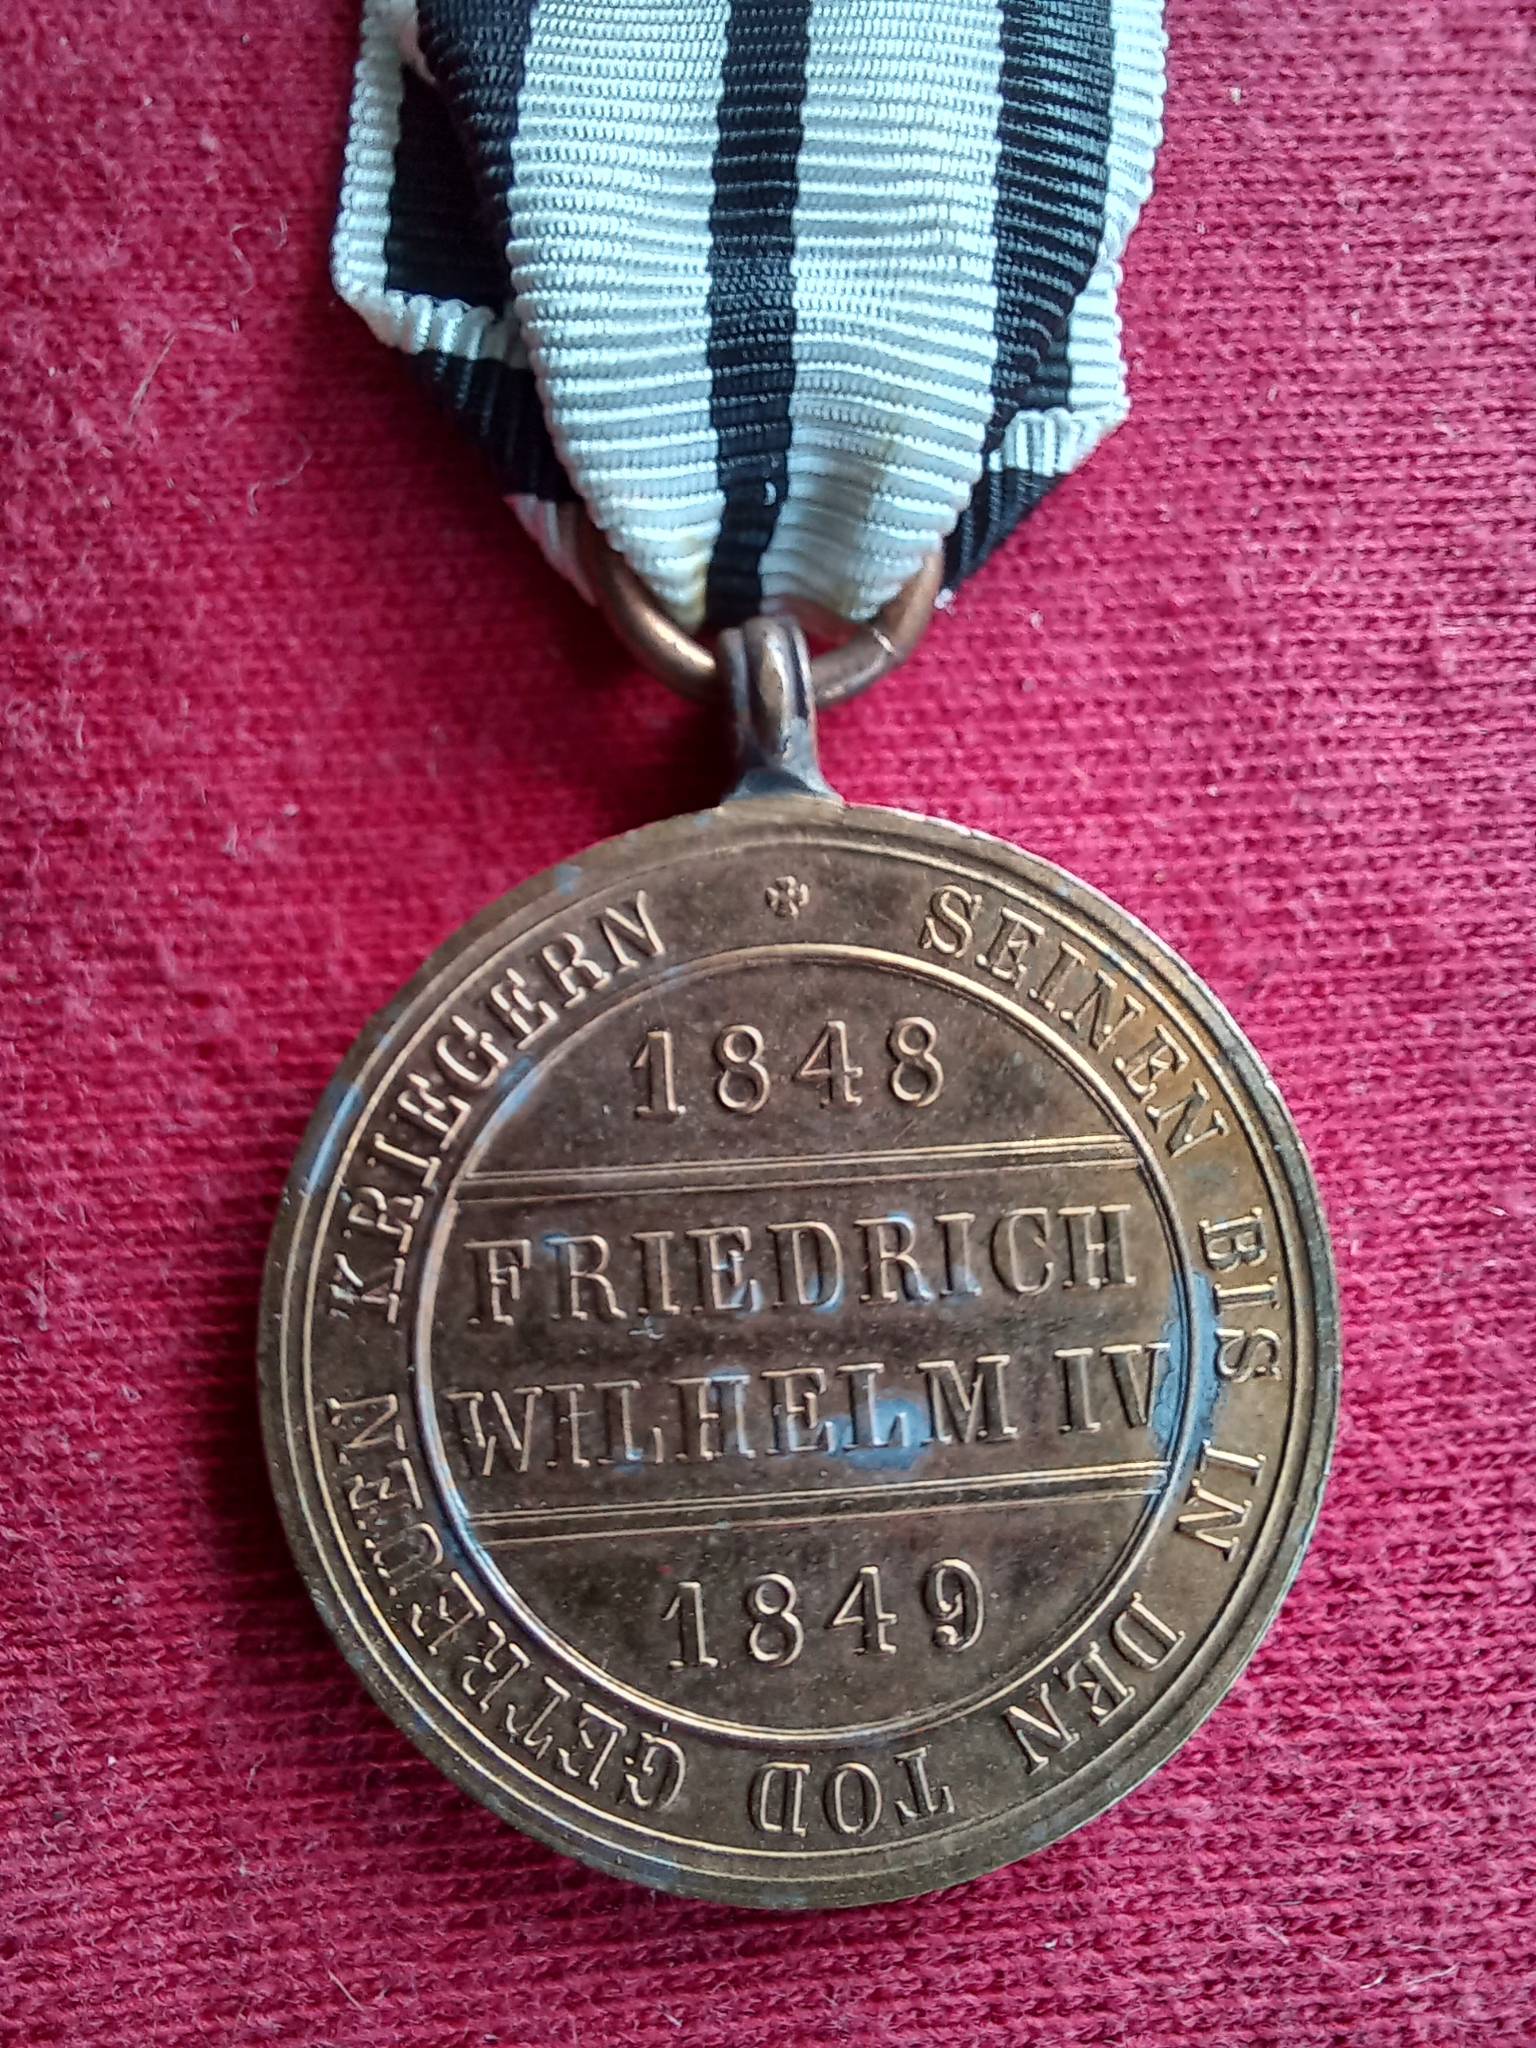 SEINEN BIS IN DEN TOD GETREUEN KRIEGERN
1848
FRIEDRICH
WILHELM IV
1849